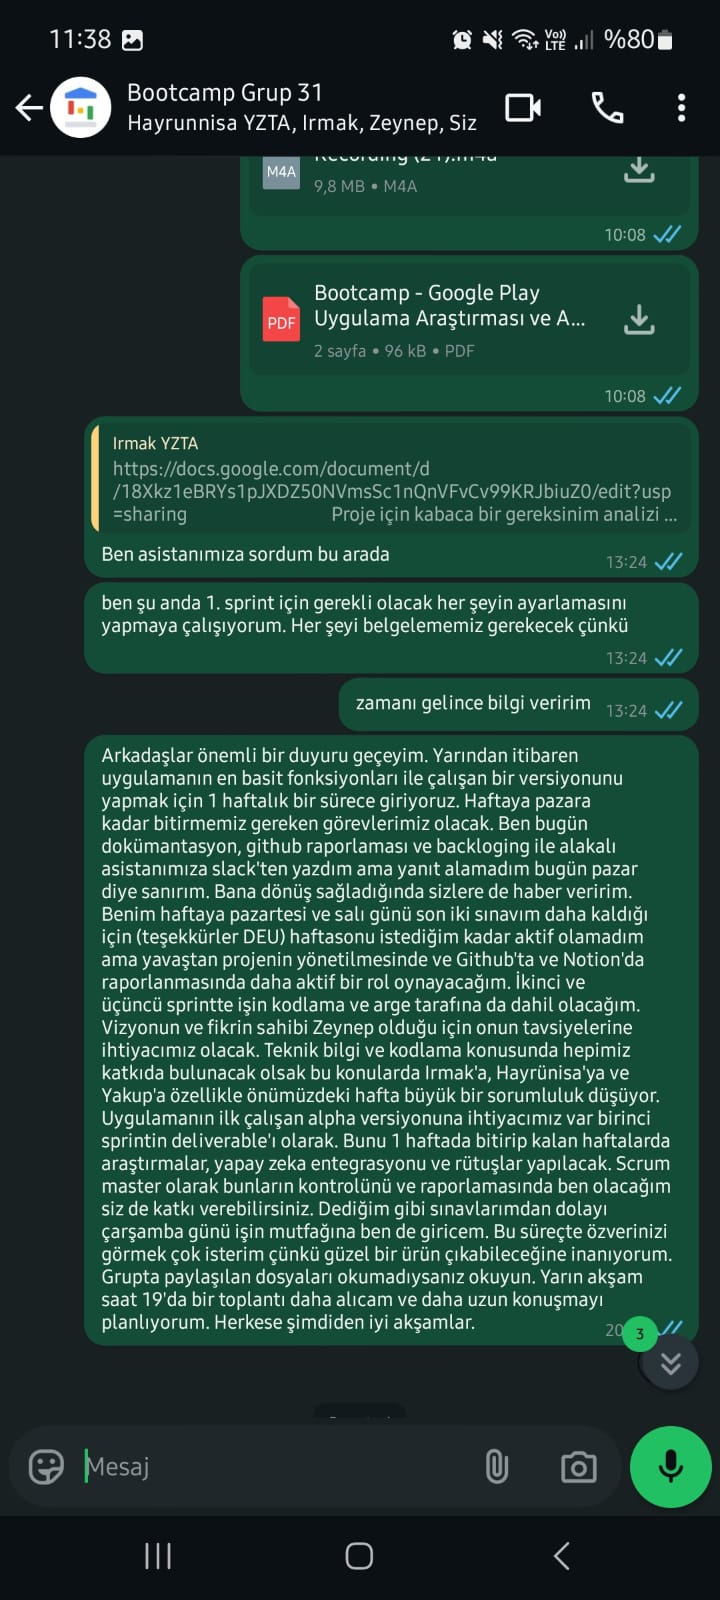 11:38
Vo)) LTE %80
Bootcamp Grup 31
Hayrunnisa YZTA, Irmak, Zeynep, Siz
M4A
9,8 MB • M4A
10:08
Bootcamp - Google Play
PDF
Uygulama Araştırması ve A...
2 sayfa • 96 kB • PDF
10:08
Irmak YZTA
https://docs.google.com/document/d
/18Xkz1eBRYs1pJXDZ50NVmsSc1nQnVFvCv99KRJbiuZ0/edit?usp
=sharing Proje için kabaca bir gereksinim analizi ...
Ben asistanımıza sordum bu arada
13:24
ben şu anda 1. sprint için gerekli olacak her şeyin ayarlamasını
yapmaya çalışıyorum. Her şeyi belgelememiz gerekecek çünkü
13:24
zamanı gelince bilgi veririm 13:24
Arkadaşlar önemli bir duyuru geçeyim. Yarından itibaren
uygulamanın en basit fonksiyonları ile çalışan bir versiyonunu
yapmak için 1 haftalık bir sürece giriyoruz. Haftaya pazara
kadar bitirmemiz gereken görevlerimiz olacak. Ben bugün
dokümantasyon, github raporlaması ve backloging ile alakalı
asistanımıza slack'ten yazdım ama yanıt alamadım bugün pazar
diye sanırım. Bana dönüş sağladığında sizlere de haber veririm.
Benim haftaya pazartesi ve salı günü son iki sınavım daha kaldığı
için (teşekkürler DEU) haftasonu istediğim kadar aktif olamadım
ama yavaştan projenin yönetilmesinde ve Github'ta ve Notion'da
raporlanmasında daha aktif bir rol oynayacağım. İkinci ve
üçüncü sprintte işin kodlama ve arge tarafına da dahil olacağım.
Vizyonun ve fikrin sahibi Zeynep olduğu için onun tavsiyelerine
ihtiyacımız olacak. Teknik bilgi ve kodlama konusunda hepimiz
katkıda bulunacak olsak bu konularda Irmak'a, Hayrünisa'ya ve
Yakup'a özellikle önümüzdeki hafta büyük bir sorumluluk düşüyor.
Uygulamanın ilk çalışan alpha versiyonuna ihtiyacımız var birinci
sprintin deliverable'ı olarak. Bunu 1 haftada bitirip kalan haftalarda
araştırmalar, yapay zeka entegrasyonu ve rütuşlar yapılacak. Scrum
master olarak bunların kontrolünü ve raporlamasında ben olacağım
siz de katkı verebilirsiniz. Dediğim gibi sınavlarımdan dolayı
çarşamba günü işin mutfağına ben de giricem. Bu süreçte özverinizi
görmek çok isterim çünkü güzel bir ürün çıkabileceğine inanıyorum.
Grupta paylaşılan dosyaları okumadıysanız okuyun. Yarın akşam
saat 19'da bir toplantı daha alıcam ve daha uzun konuşmayı
planlıyorum. Herkese şimdiden iyi akşamlar.
3
Mesaj